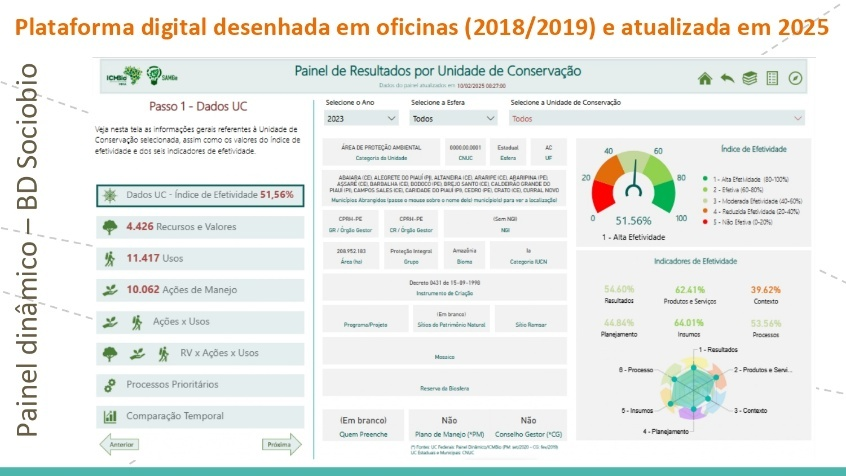 Plataforma digital desenhada em oficinas (2018/2019) e atualizada em 2025
Painel dinâmico – BD Sociobio
ICMBio
SAMGe
Painel de Resultados por Unidade de Conservação
Dados do painel atualizados em 10/02/2025 00:27:00
Passo 1 - Dados UC
Veja nesta tela as informações gerais referentes à Unidade de
Conservação selecionada, assim como os valores do índice de
efetividade e dos seis indicadores de efetividade.
Dados UC - Índice de Efetividade 51,56%
4.426 Recursos e Valores
11.417 Usos
10.062 Ações de Manejo
Ações x Usos
RV x Ações x Usos
Processos Prioritários
Comparação Temporal
Anterior
Próxima
Selecione o Ano
Selecione a Esfera
Selecione a Unidade de Conservação
2023
Todos
Todos
ÁREA DE PROTEÇÃO AMBIENTAL
0000.00.0001
Estadual
AC
Categoria da Unidade
CNUC
Esfera
UF
ABAIARA (CE), ALEGRETE DO PIAUÍ (PI), ALTANEIRA (CE), ARARIPE (CE), ARARIPINA (PE),
ASSARÉ (CE), BARBALHA (CE), BODOCÓ (PE), BREJO SANTO (CE), CALDEIRÃO GRANDE DO
PIAUÍ (PI), CAMPOS SALES (CE), CARIDADE DO PIAUÍ (PI), CEDRO (PE), CRATO (CE), CURRAL NOVO
Municípios Abrangidos (passe o mouse sobre o nome do(s) município(s) para ver a localização)
CPRH-PE
CPRH-PE
(Sem NGI)
GR / Órgão Gestor
CR / Órgão Gestor
NGI
208.952.183
Proteção Integral
Amazônia
Ia
Área (ha)
Grupo
Bioma
Categoria IUCN
Decreto 0431 de 15-09-1998
Instrumento de Criação
(Em branco)
Programa/Projeto
Sítios de Patrimônio Natural
Sítio Ramsar
Mosaico
Reserva da Biosfera
(Em branco)
Não
Não
Quem Preenche
Plano de Manejo (*PM)
Conselho Gestor (*CG)
(*) Fontes: UC Federais: Painel Dinâmico/ICMBio
UC Estaduais e Municipais: CNUC
Índice de Efetividade
0
20
40
60
80
100
51.56%
1 - Alta Efetividade
1 - Alta Efetividade (80-100%)
2 - Efetiva (60-80%)
3 - Moderada Efetividade (40-60%)
4 - Reduzida Efetividade (20-40%)
5 - Não Efetiva (0-20%)
Indicadores de Efetividade
54.60%
62.41%
39.62%
Resultados
Produtos e Serviços
Contexto
44.84%
64.01%
53.56%
Planejamento
Insumos
Processos
1 - Resultados
6 - Processo
2 - Produtos e Servi...
5 - Insumos
3 - Contexto
4 - Planejamento